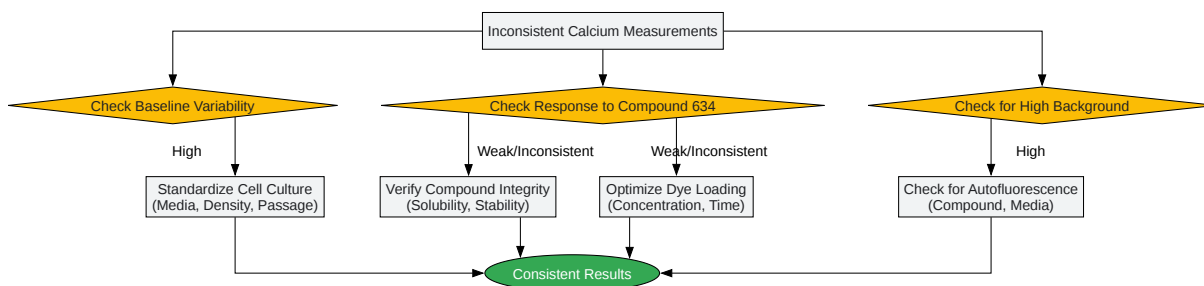 Inconsistent Calcium Measurements
Check Baseline Variability
Check Response to Compound 634
Check for High Background
High
Weak/Inconsistent
Weak/Inconsistent
High
Standardize Cell Culture
(Media, Density, Passage)
Verify Compound Integrity
(Solubility, Stability)
Optimize Dye Loading
(Concentration, Time)
Check for Autofluorescence
(Compound, Media)
Consistent Results